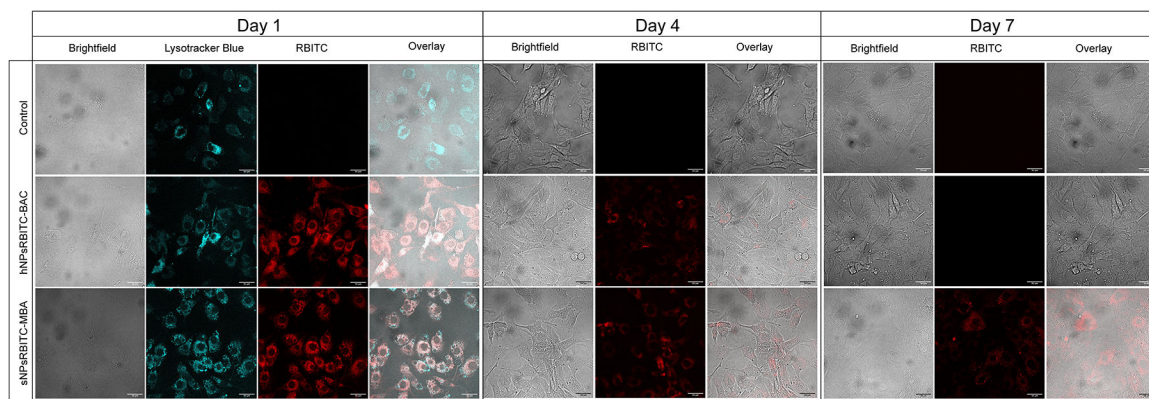 Day 1 Day 4 Day 7
Brightfield Lysotracker Blue RBITC Overlay Brightfield RBITC Overlay Brightfield RBITC Overlay
Control
hNPsRBITC-BAC
sNPsRBITC-MBA